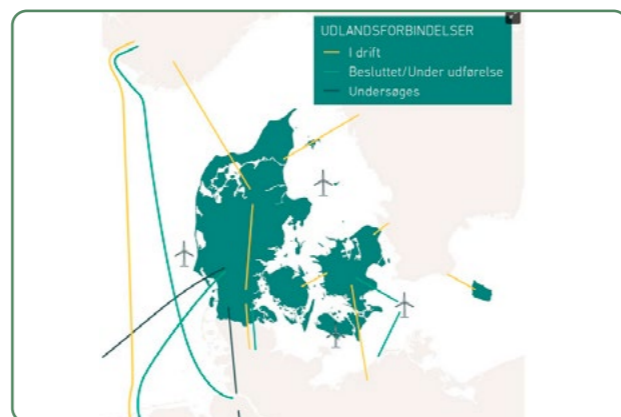 UDLANDSFORBINDELSER
I drift
Besluttet/Under udførelse
Undersøges